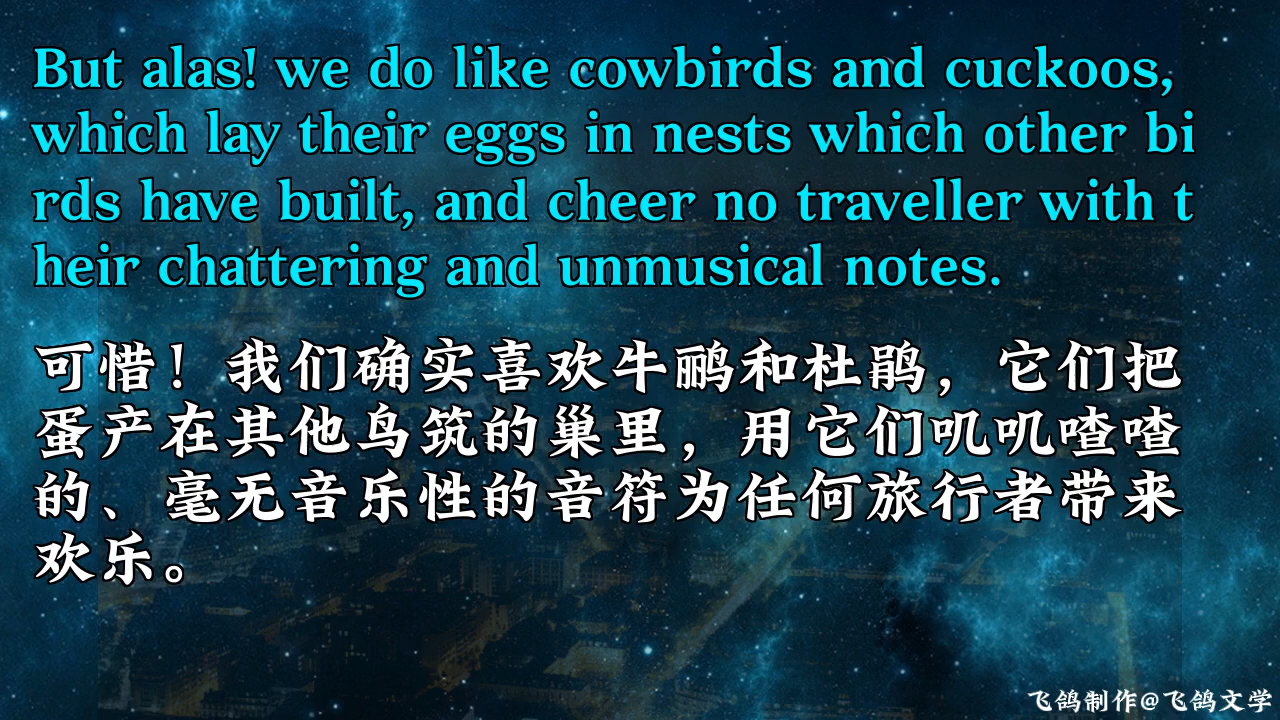 But alas! we do like cowbirds and cuckoos,
which lay their eggs in nests which other bi
rds have built, and cheer no traveller with t
heir chattering and unmusical notes.
可惜！我们确实喜欢牛鹂和杜鹃，它们把
蛋产在其他鸟筑的巢里，用它们叽叽喳喳
的、毫无音乐性的音符为任何旅行者带来
欢乐。
飞鸽制作@飞鸽文学